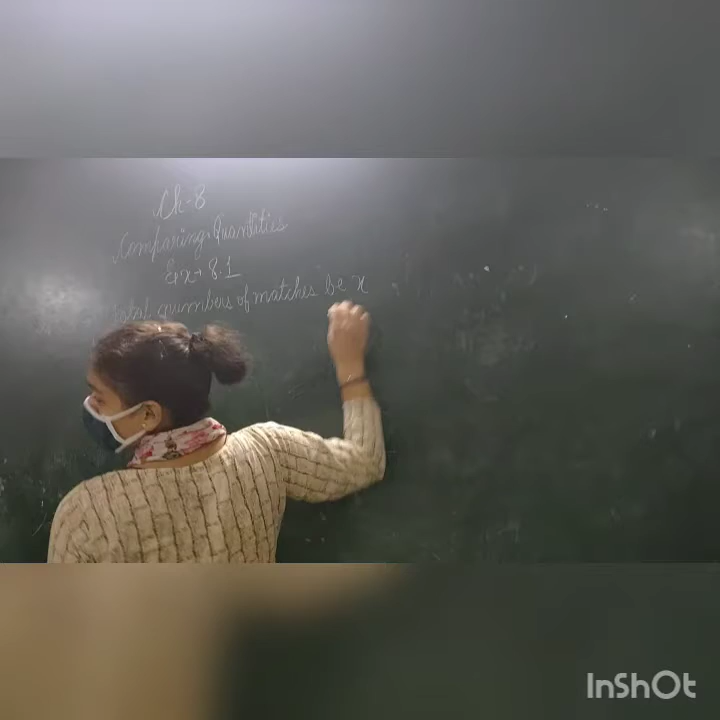 Ch-8
Comparing Quantities
Ex→ 8.1
total numbers of matches be x
InShOt